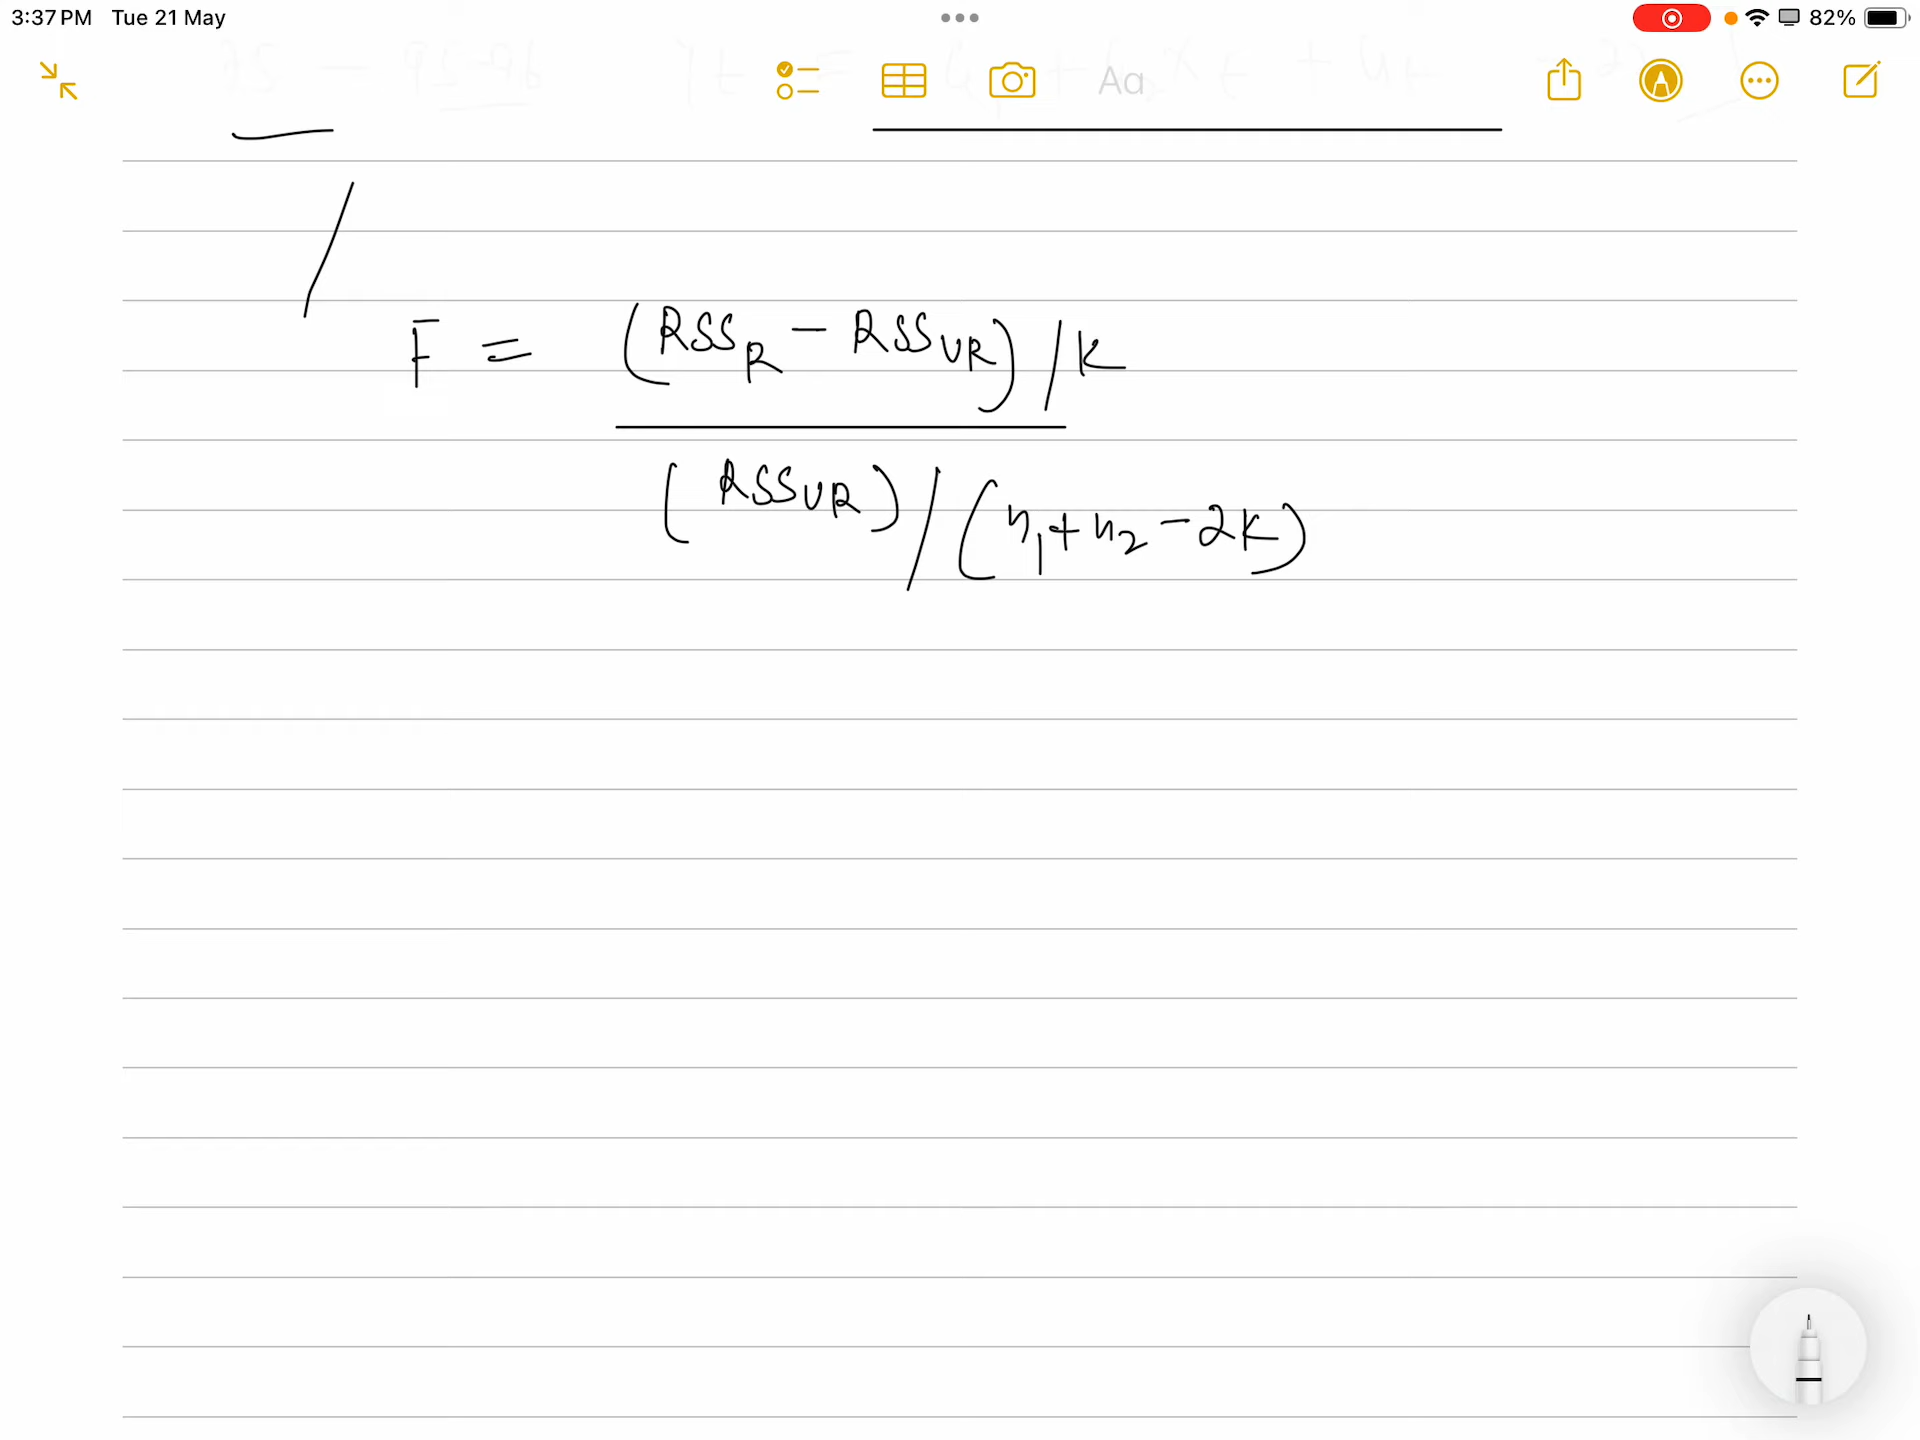 3:37 PM Tue 21 May 82%
Aa
F = (RSS_R - RSS_UR) / K
(RSS_UR) / (n_1 + n_2 - 2K)